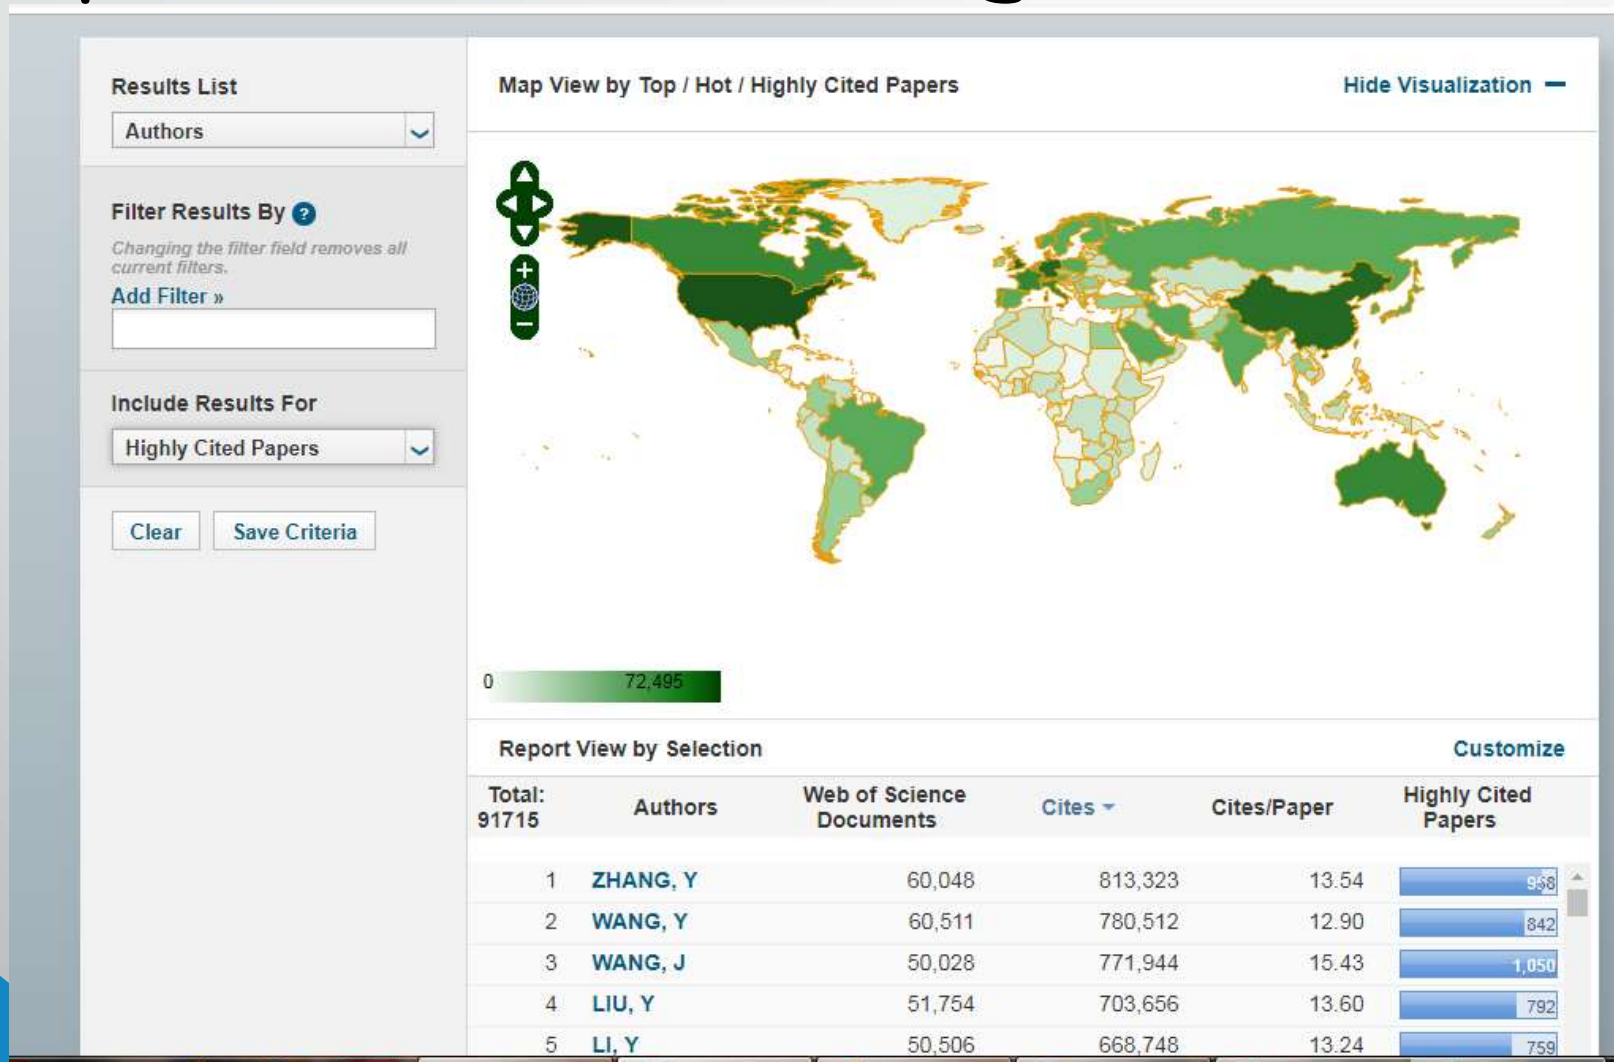 Results List
Authors
Filter Results By ?
Changing the filter field removes all
current filters.
Add Filter »
Include Results For
Highly Cited Papers
Clear Save Criteria
Map View by Top / Hot / Highly Cited Papers Hide Visualization
0 72,495
Report View by Selection Customize
Total: 91715 Authors Web of Science Documents Cites Cites/Paper Highly Cited Papers
1 ZHANG, Y 60,048 813,323 13.54 958
2 WANG, Y 60,511 780,512 12.90 842
3 WANG, J 50,028 771,944 15.43 1,050
4 LIU, Y 51,754 703,656 13.60 792
5 LI, Y 50,506 668,748 13.24 759